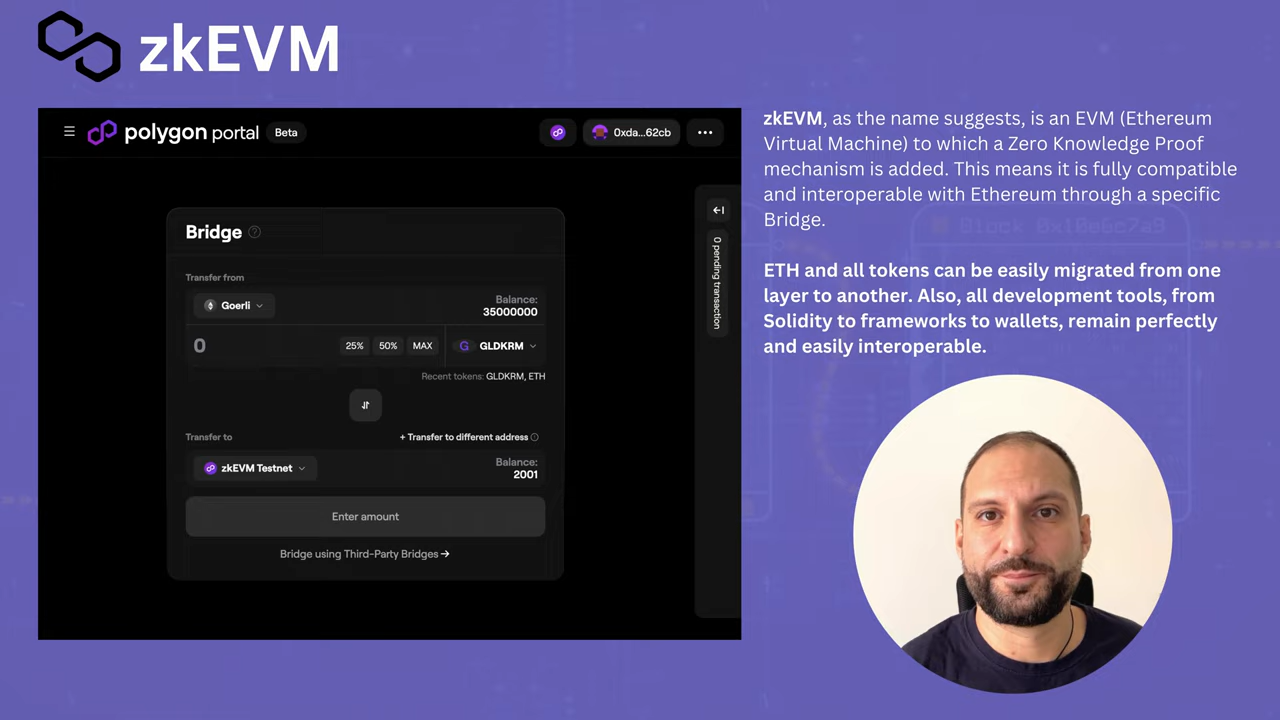 zkEVM
polygon portal Beta 0xda...62cb
Bridge
Transfer from
Goerli
Balance:
35000000
0 25% 50% MAX GLDKRM
Recent tokens: GLDKRM, ETH
Transfer to + Transfer to different address
zkEVM Testnet
Balance:
2001
Enter amount
Bridge using Third-Party Bridges →
0 pending transaction
zkEVM, as the name suggests, is an EVM (Ethereum
Virtual Machine) to which a Zero Knowledge Proof
mechanism is added. This means it is fully compatible
and interoperable with Ethereum through a specific
Bridge.
ETH and all tokens can be easily migrated from one
layer to another. Also, all development tools, from
Solidity to frameworks to wallets, remain perfectly
and easily interoperable.